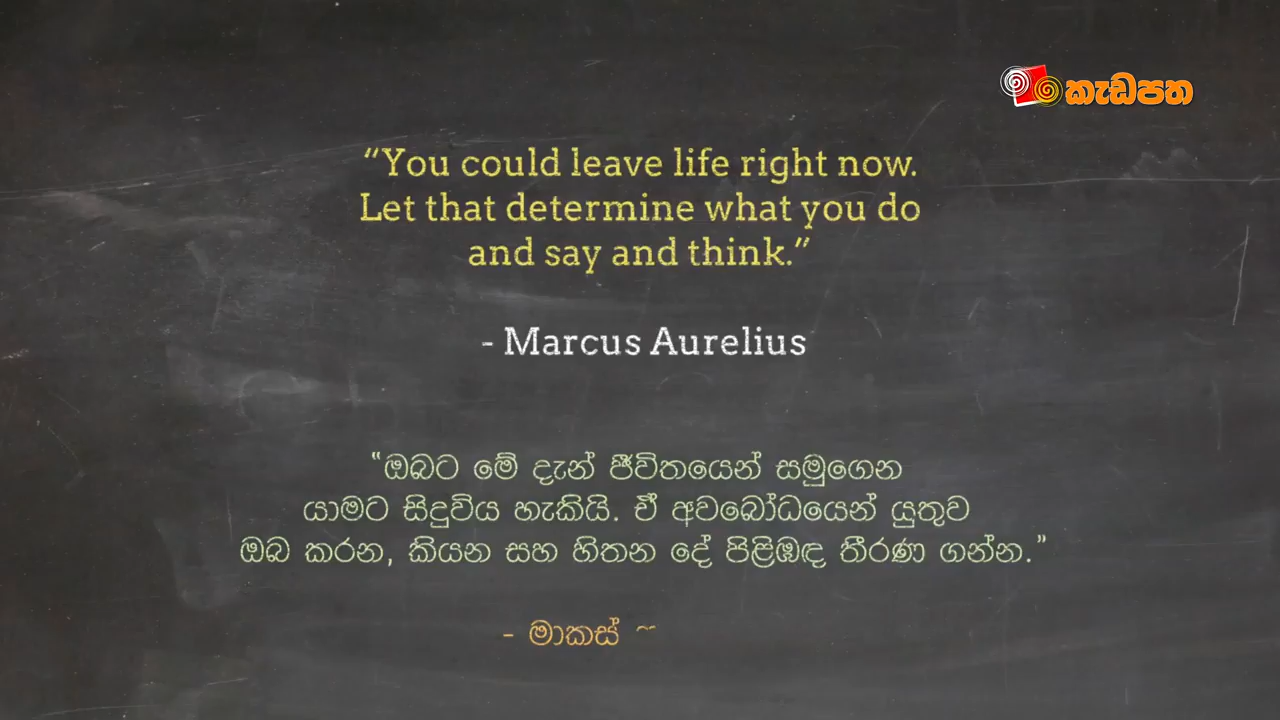 කැඩපත
“You could leave life right now.
Let that determine what you do
and say and think.”
- Marcus Aurelius
“ඔබට මේ දැන් ජීවිතයෙන් සමුගෙන
යාමට සිදුවිය හැකියි. ඒ අවබෝධයෙන් යුතුව
ඔබ කරන, කියන සහ හිතන දේ පිළිඹඳ තීරණ ගන්න.”
- මාකස්